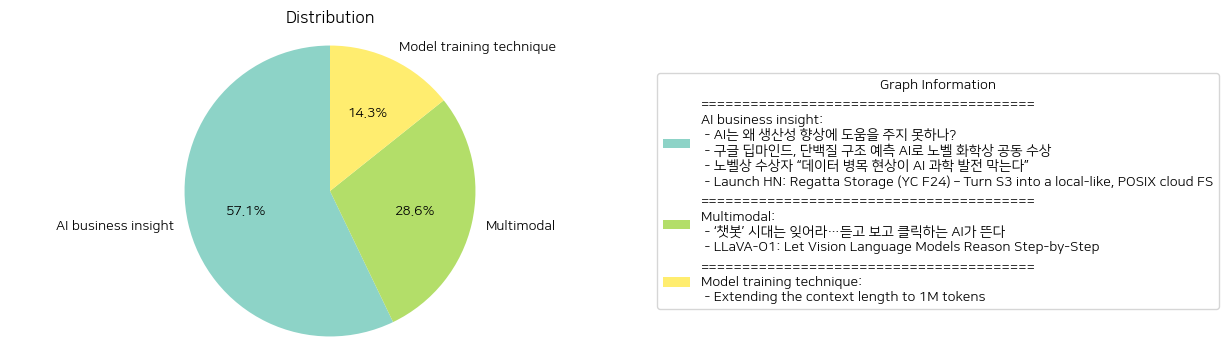 Distribution
Model training technique
14.3%
57.1%
28.6%
AI business insight
Multimodal
Graph Information
========================================
AI business insight:
- AI는 왜 생산성 향상에 도움을 주지 못하나?
- 구글 딥마인드, 단백질 구조 예측 AI로 노벨 화학상 공동 수상
- 노벨상 수상자 “데이터 병목 현상이 AI 과학 발전 막는다”
- Launch HN: Regatta Storage (YC F24) – Turn S3 into a local-like, POSIX cloud FS
========================================
Multimodal:
- ‘챗봇’ 시대는 잊어라…듣고 보고 클릭하는 AI가 뜬다
- LLaVA-O1: Let Vision Language Models Reason Step-by-Step
========================================
Model training technique:
- Extending the context length to 1M tokens